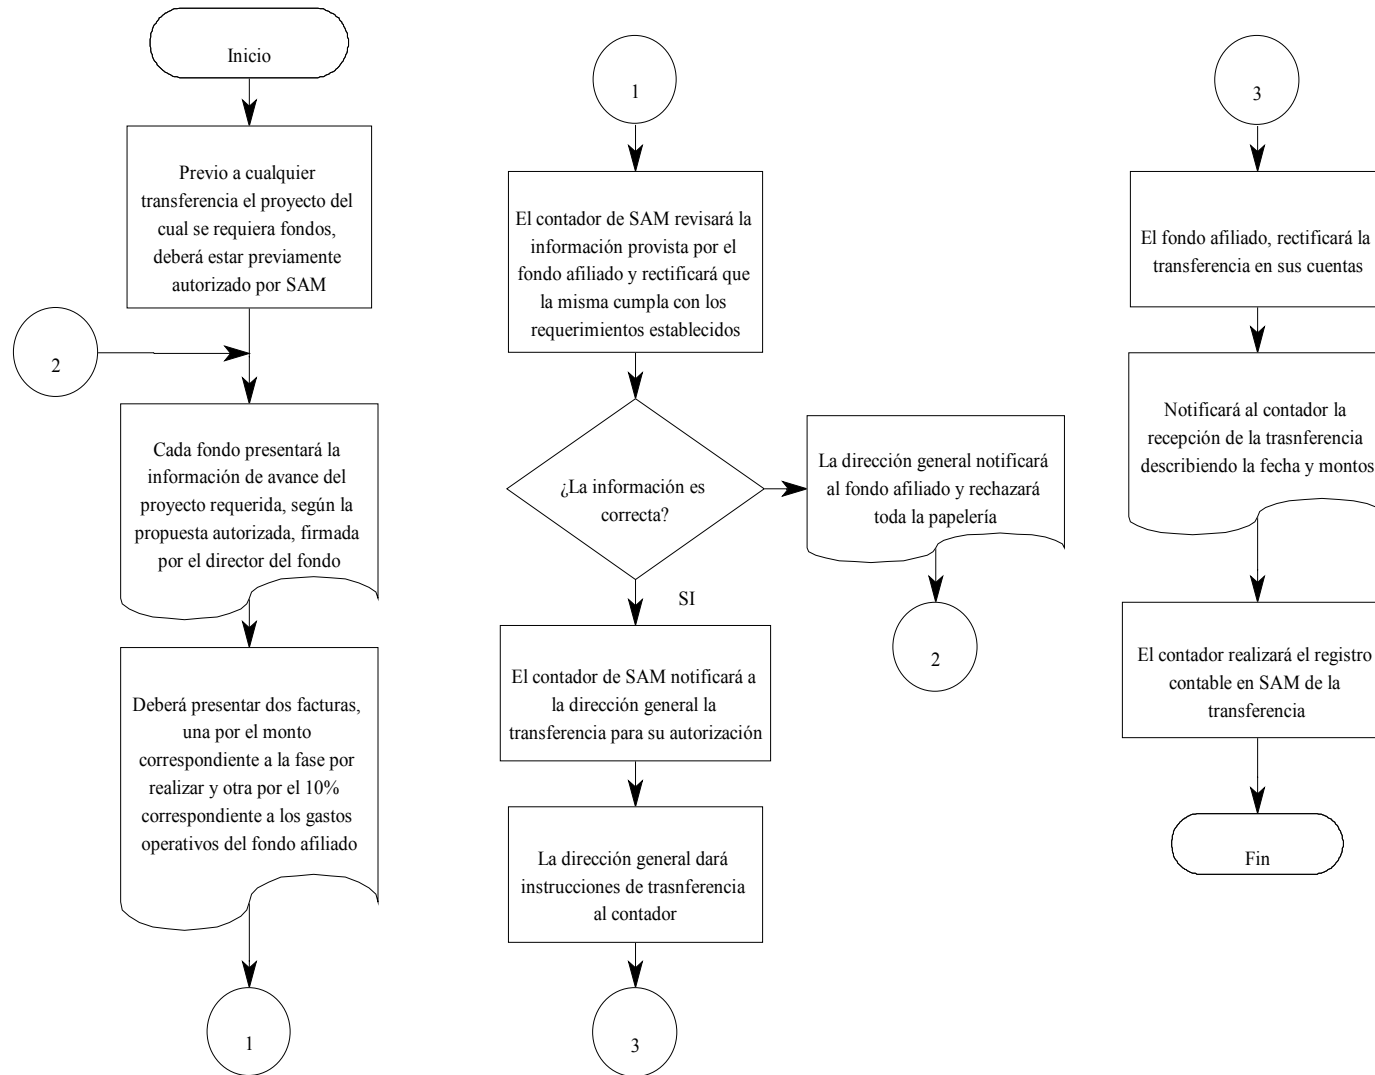 Inicio
Previo a cualquier
transferencia el proyecto del
cual se requiera fondos,
deberá estar previamente
autorizado por SAM
2
Cada fondo presentará la
información de avance del
proyecto requerida, según la
propuesta autorizada, firmada
por el director del fondo
Deberá presentar dos facturas,
una por el monto
correspondiente a la fase por
realizar y otra por el 10%
correspondiente a los gastos
operativos del fondo afiliado
1
1
El contador de SAM revisará la
información provista por el
fondo afiliado y rectificará que
la misma cumpla con los
requerimientos establecidos
¿La información es
correcta?
La dirección general notificará
al fondo afiliado y rechazará
toda la papelería
2
SI
El contador de SAM notificará a
la dirección general la
transferencia para su autorización
La dirección general dará
instrucciones de trasnferencia
al contador
3
3
El fondo afiliado, rectificará la
transferencia en sus cuentas
Notificará al contador la
recepción de la trasnferencia
describiendo la fecha y montos
El contador realizará el registro
contable en SAM de la
transferencia
Fin